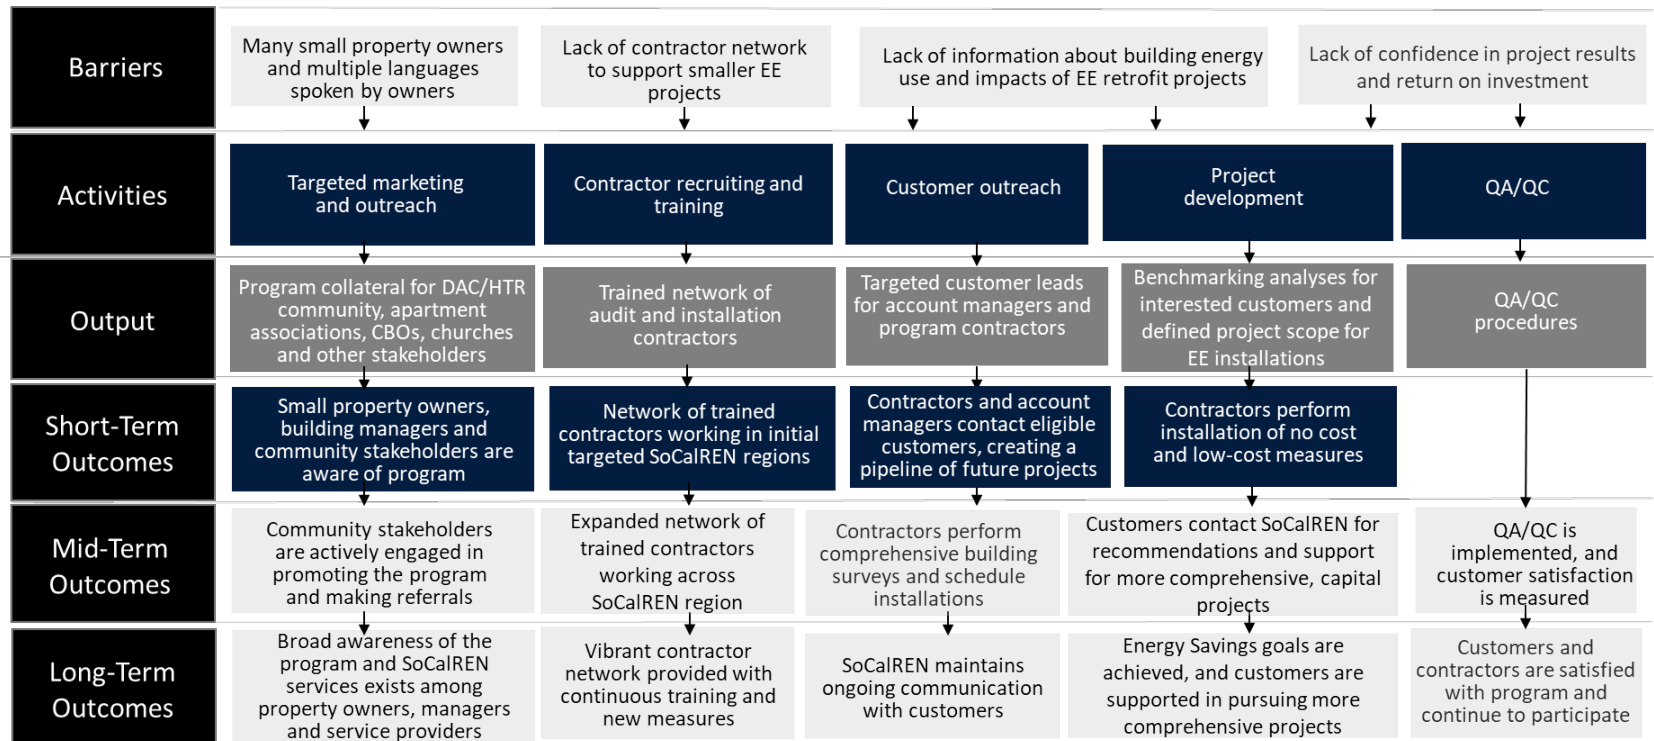 Barriers
Many small property owners
and multiple languages
spoken by owners
Lack of contractor network
to support smaller EE
projects
Lack of information about building energy
use and impacts of EE retrofit projects
Lack of confidence in project results
and return on investment
Activities
Targeted marketing
and outreach
Contractor recruiting and
training
Customer outreach
Project
development
QA/QC
Output
Program collateral for DAC/HTR
community, apartment
associations, CBOs, churches
and other stakeholders
Trained network of
audit and installation
contractors
Targeted customer leads
for account managers and
program contractors
Benchmarking analyses for
interested customers and
defined project scope for
EE installations
QA/QC
procedures
Short-Term
Outcomes
Small property owners,
building managers and
community stakeholders are
aware of program
Network of trained
contractors working in initial
targeted SoCalREN regions
Contractors and account
managers contact eligible
customers, creating a
pipeline of future projects
Contractors perform
installation of no cost
and low-cost measures
Mid-Term
Outcomes
Community stakeholders
are actively engaged in
promoting the program
and making referrals
Expanded network of
trained contractors
working across
SoCalREN region
Contractors perform
comprehensive building
surveys and schedule
installations
Customers contact SoCalREN for
recommendations and support
for more comprehensive, capital
projects
QA/QC is
implemented, and
customer satisfaction
is measured
Long-Term
Outcomes
Broad awareness of the
program and SoCalREN
services exists among
property owners, managers
and service providers
Vibrant contractor
network provided with
continuous training and
new measures
SoCalREN maintains
ongoing communication
with customers
Energy Savings goals are
achieved, and customers are
supported in pursuing more
comprehensive projects
Customers and
contractors are satisfied
with program and
continue to participate